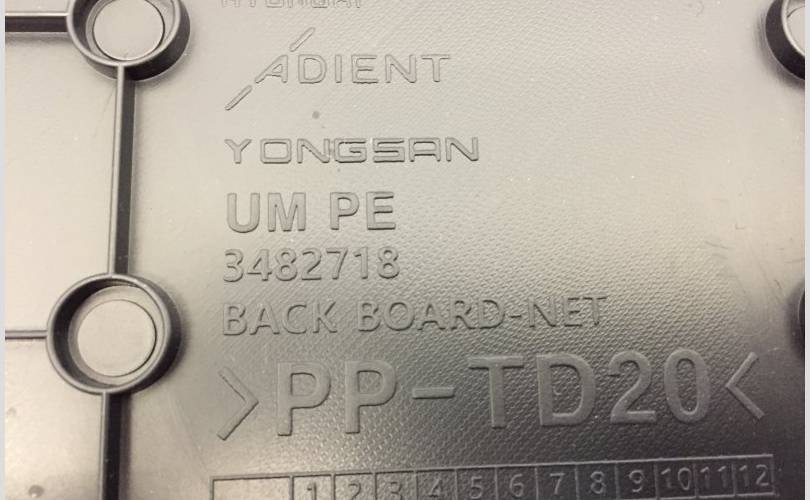 HYUNDAI
ADIENT
YONGSAN
UM PE
3482718
BACK BOARD-NET
>PP-TD20<
1 2 3 4 5 6 7 8 9 10 11 12